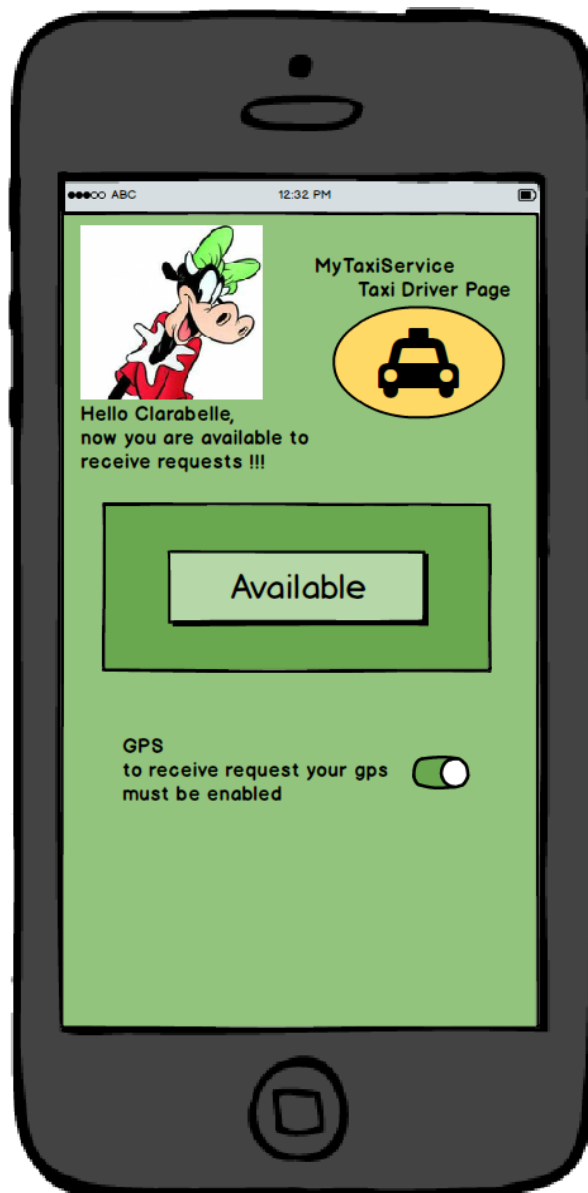 ABC
12:32 PM
MyTaxiService
Taxi Driver Page
Hello Clarabelle,
now you are available to
receive requests !!!
Available
GPS
to receive request your gps
must be enabled